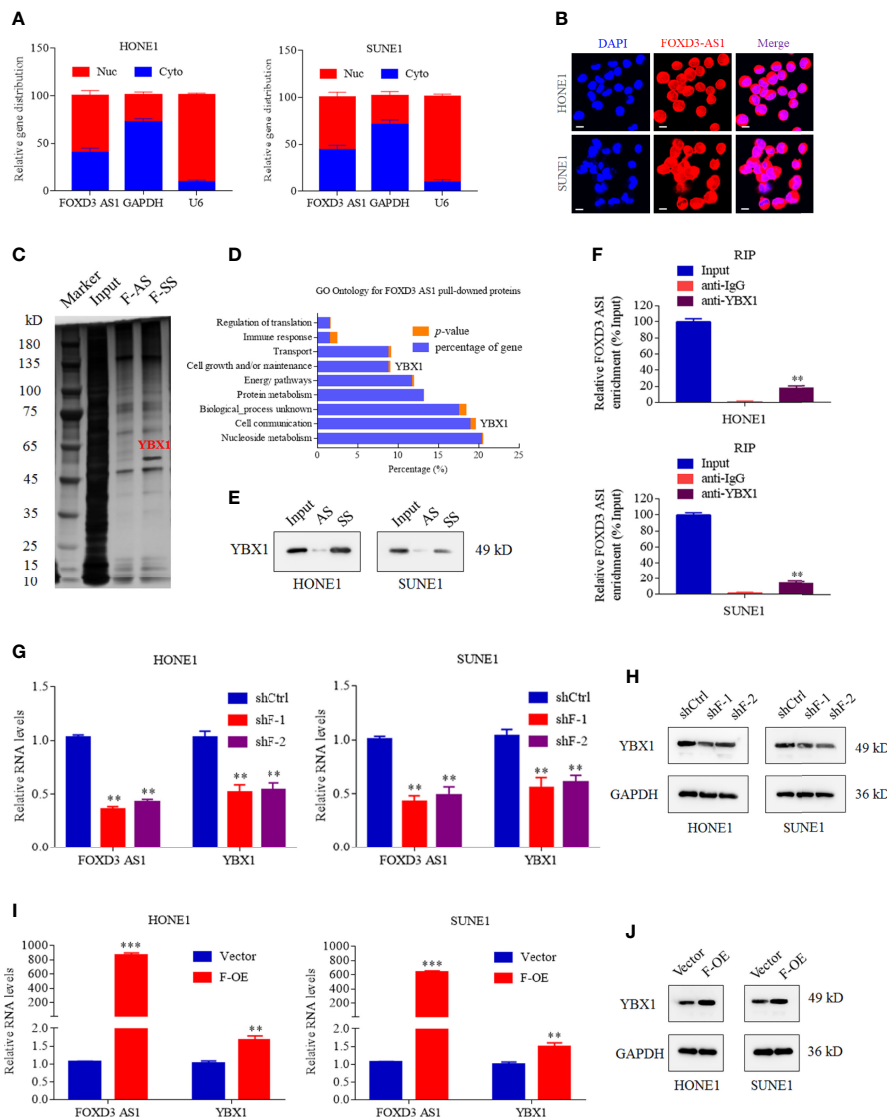 A
HONE1
Relative gene distribution
150
100
50
0
Nuc
Cyto
FOXD3 AS1 GAPDH U6
SUNE1
Relative gene distribution
150
100
50
0
Nuc
Cyto
FOXD3 AS1 GAPDH U6
B
DAPI FOXD3-AS1 Merge
HONE1
SUNE1
C
Marker
Input
F-AS
F-SS
kD
180
135
100
75
65
YBX1
45
35
25
15
10
D
GO Ontology for FOXD3 AS1 pull-downed proteins
Regulation of translation
Immune response
Transport
Cell growth and/or maintenance
Energy pathways
Protein metabolism
Biological_process unknown
Cell communication
Nucleoside metabolism
p-value
percentage of gene
YBX1
YBX1
0 5 10 15 20 25
Percentage (%)
E
Input AS SS
Input AS SS
YBX1
49 kD
HONE1
SUNE1
F
RIP
Input
anti-IgG
anti-YBX1
Relative FOXD3 AS1
enrichment (% Input)
120
100
80
60
40
20
0
**
HONE1
RIP
Input
anti-IgG
anti-YBX1
Relative FOXD3 AS1
enrichment (% Input)
120
100
80
60
40
20
0
**
SUNE1
G
HONE1
Relative RNA levels
1.5
1.0
0.5
0.0
shCtrl
shF-1
shF-2
** **
** **
FOXD3 AS1 YBX1
SUNE1
Relative RNA levels
1.5
1.0
0.5
0.0
shCtrl
shF-1
shF-2
** **
** **
FOXD3 AS1 YBX1
H
shCtrl shF-1 shF-2
shCtrl shF-1 shF-2
YBX1
49 kD
GAPDH
36 kD
HONE1
SUNE1
I
HONE1
Relative RNA levels
1000
800
600
400
200
2.0
1.5
1.0
0.5
0.0
Vector
F-OE
***
**
FOXD3 AS1 YBX1
SUNE1
Relative RNA levels
1000
800
600
400
200
2.0
1.5
1.0
0.5
0.0
Vector
F-OE
***
**
FOXD3 AS1 YBX1
J
Vector F-OE
Vector F-OE
YBX1
49 kD
GAPDH
36 kD
HONE1
SUNE1